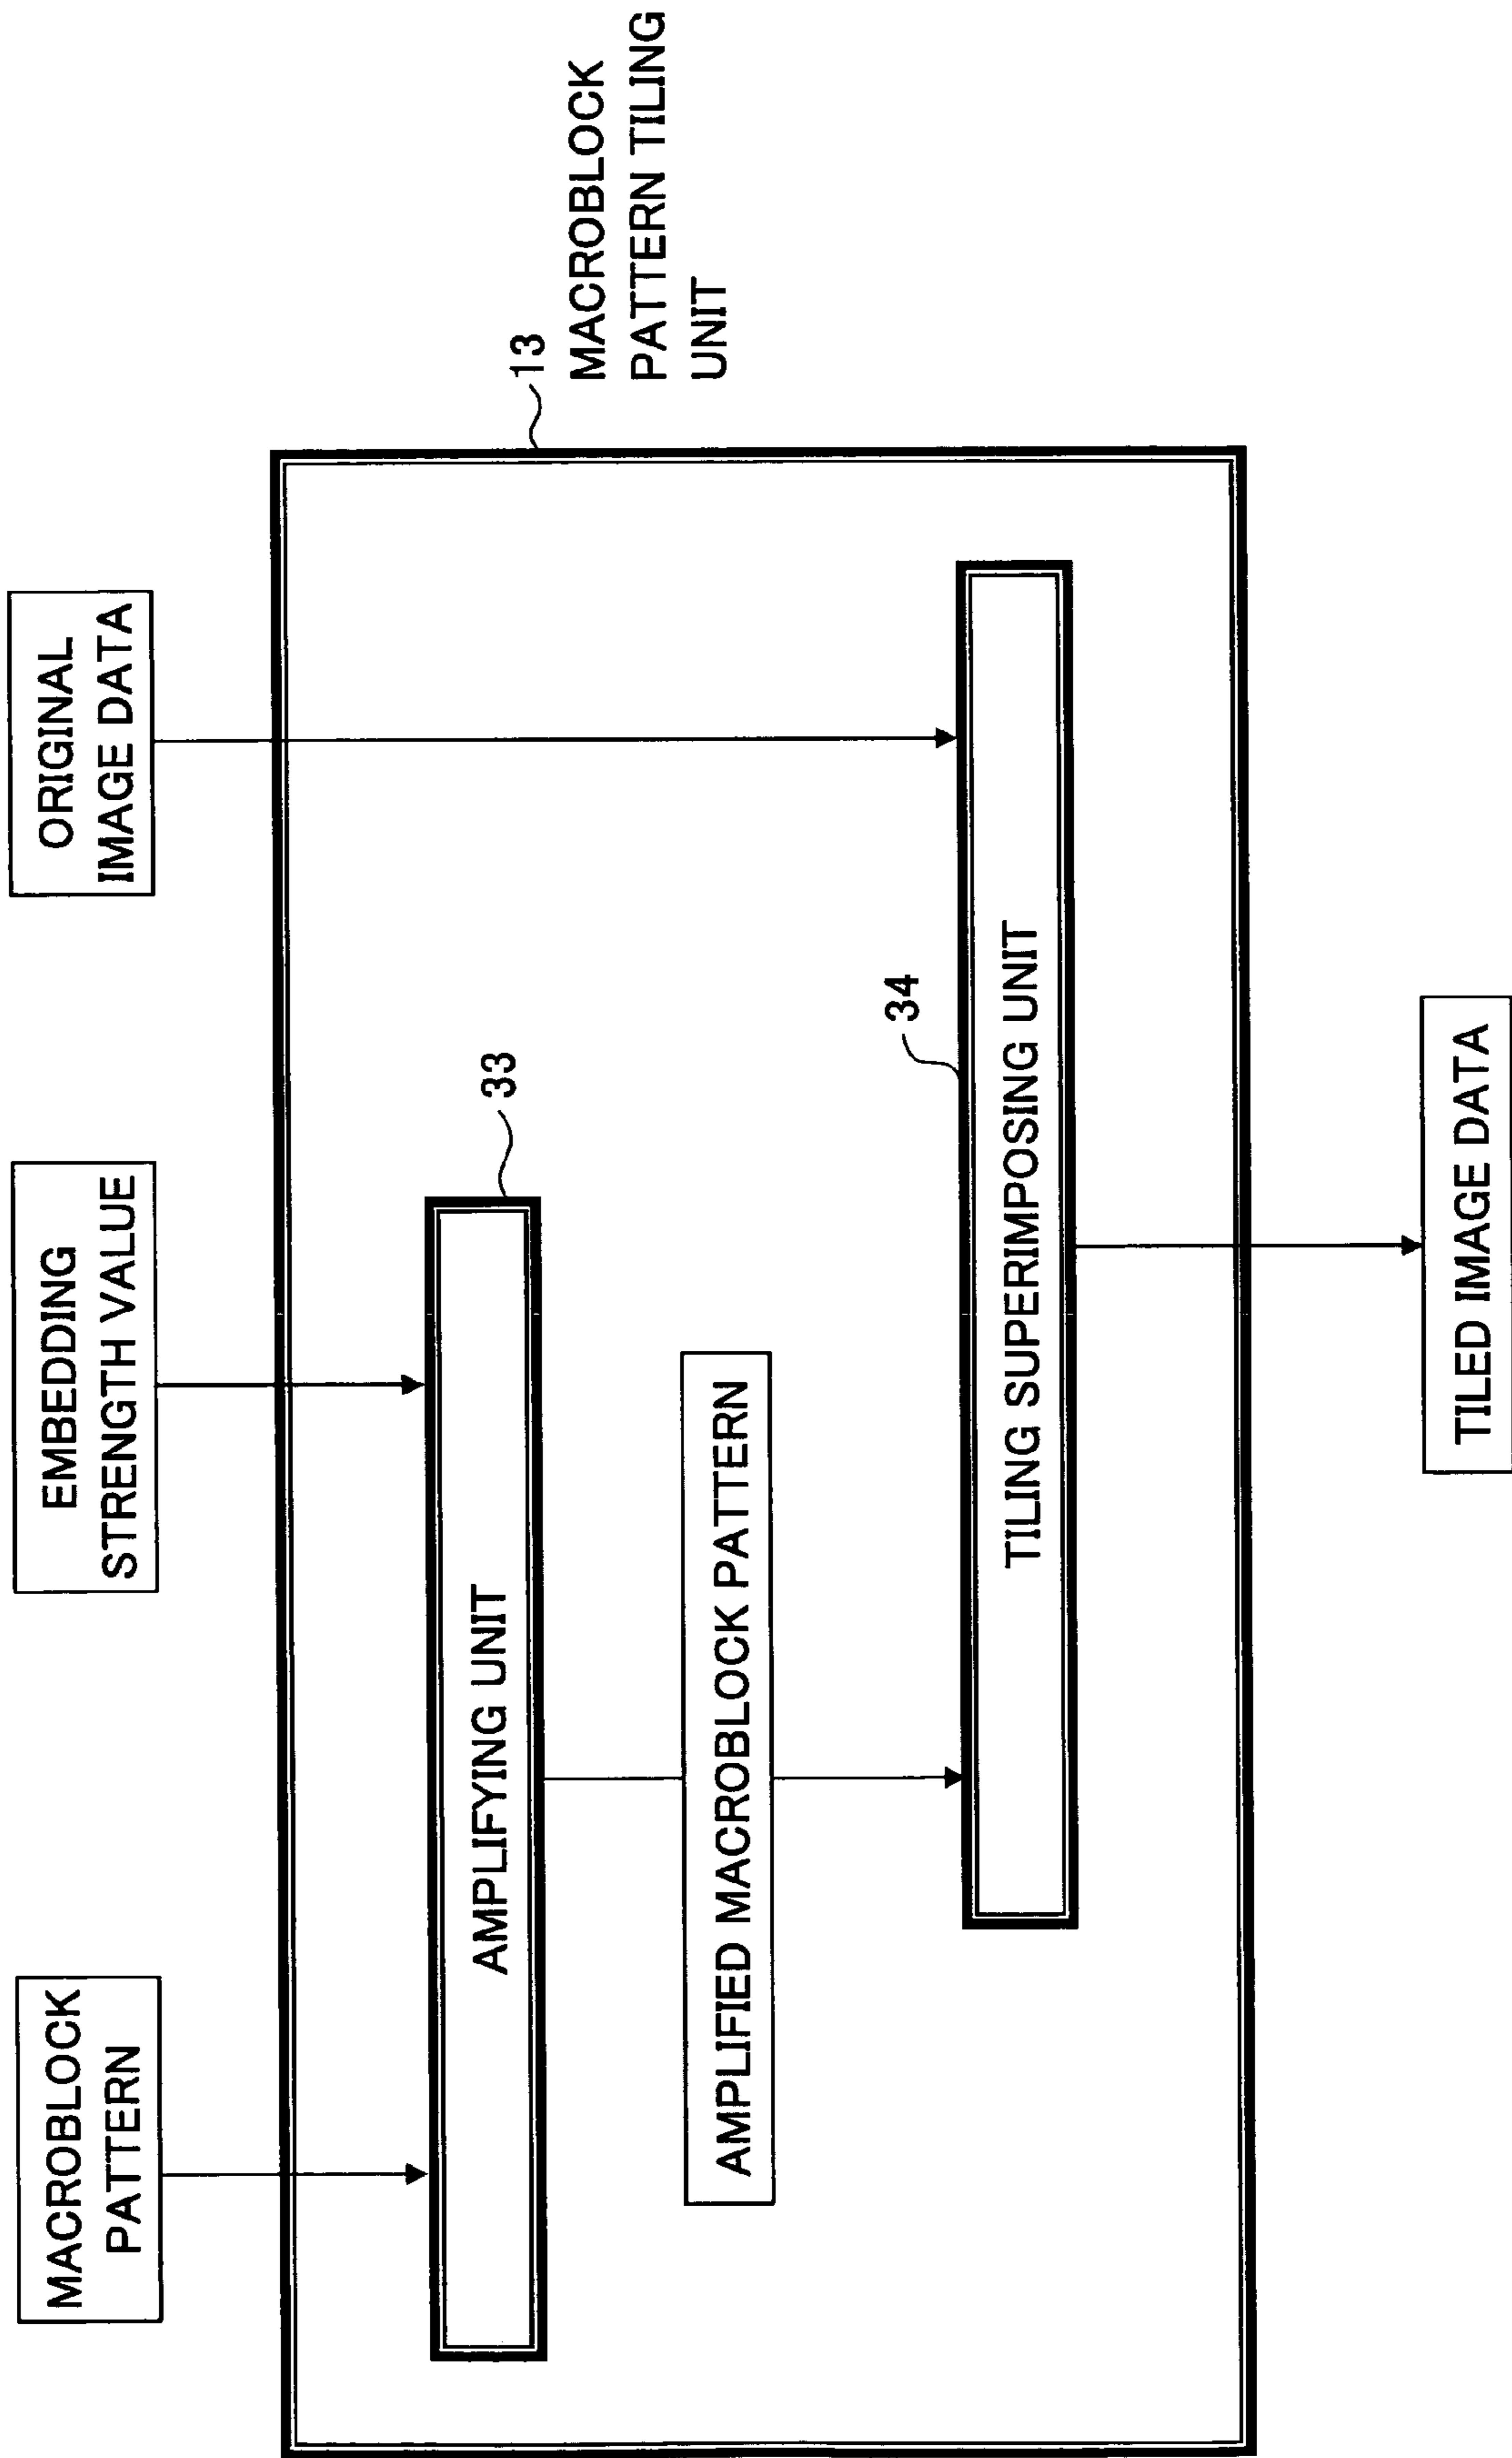 MACROBLOCK
PATTERN
EMBEDDING
STRENGTH VALUE
ORIGINAL
IMAGE DATA
13
MACROBLOCK
PATTERN TILING
UNIT
33
AMPLIFYING UNIT
AMPLIFIED MACROBLOCK PATTERN
34
TILING SUPERIMPOSING UNIT
TILED IMAGE DATA